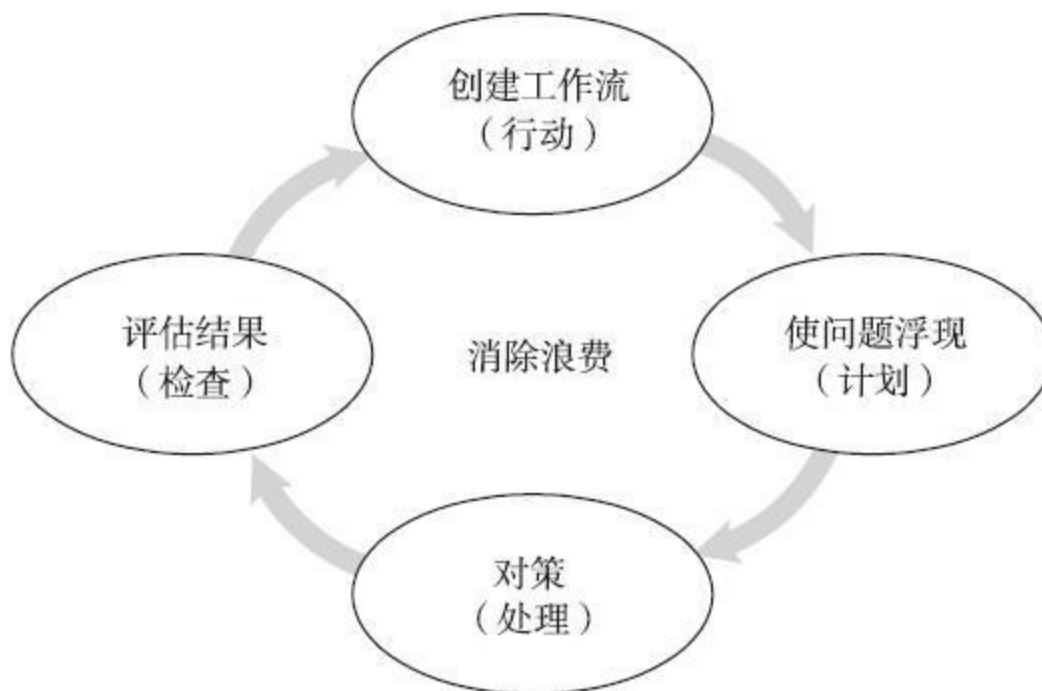 创建工作流
（行动）
评估结果
（检查）
消除浪费
使问题浮现
（计划）
对策
（处理）